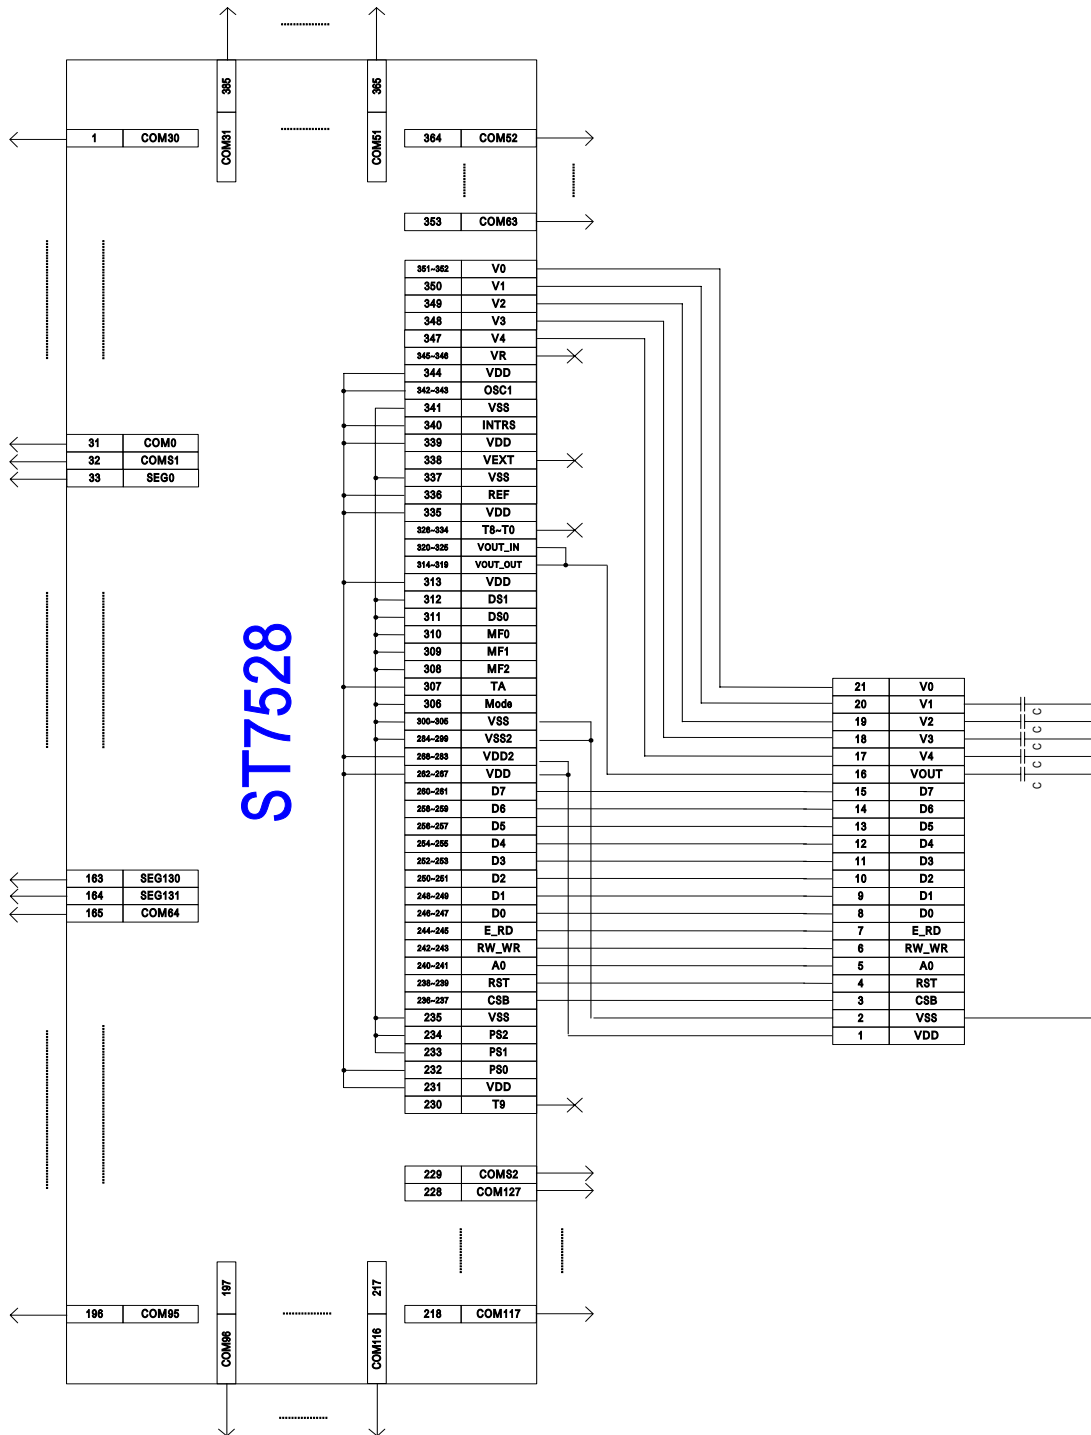 385
COM31
365
COM51
1 COM30
364 COM52
353 COM63
351~352 V0
350 V1
349 V2
348 V3
347 V4
345~346 VR
344 VDD
342~343 OSC1
341 VSS
340 INTRS
339 VDD
338 VEXT
337 VSS
336 REF
335 VDD
326~334 T8~T0
320~325 VOUT_IN
314~319 VOUT_OUT
313 VDD
312 DS1
311 DS0
310 MF0
309 MF1
308 MF2
307 TA
306 Mode
300~305 VSS
284~299 VSS2
268~283 VDD2
262~267 VDD
260~261 D7
258~259 D6
256~257 D5
254~255 D4
252~253 D3
250~251 D2
248~249 D1
246~247 D0
244~245 E_RD
242~243 RW_WR
240~241 A0
238~239 RST
236~237 CSB
235 VSS
234 PS2
233 PS1
232 PS0
231 VDD
230 T9
229 COMS2
228 COM127
218 COM117
31 COM0
32 COMS1
33 SEG0
ST7528
163 SEG130
164 SEG131
165 COM64
196 COM95
197
COM96
217
COM116
21 V0
20 V1
19 V2
18 V3
17 V4
16 VOUT
15 D7
14 D6
13 D5
12 D4
11 D3
10 D2
9 D1
8 D0
7 E_RD
6 RW_WR
5 A0
4 RST
3 CSB
2 VSS
1 VDD
C
C
C
C
C